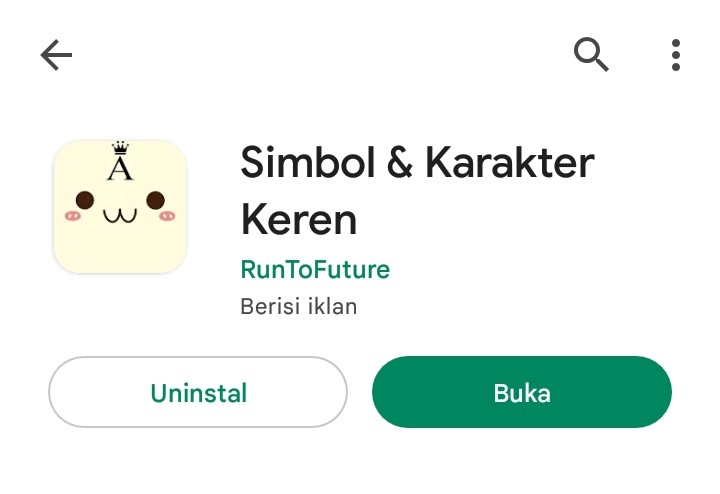 A
Simbol & Karakter
Keren
RunToFuture
Berisi iklan
Uninstal
Buka